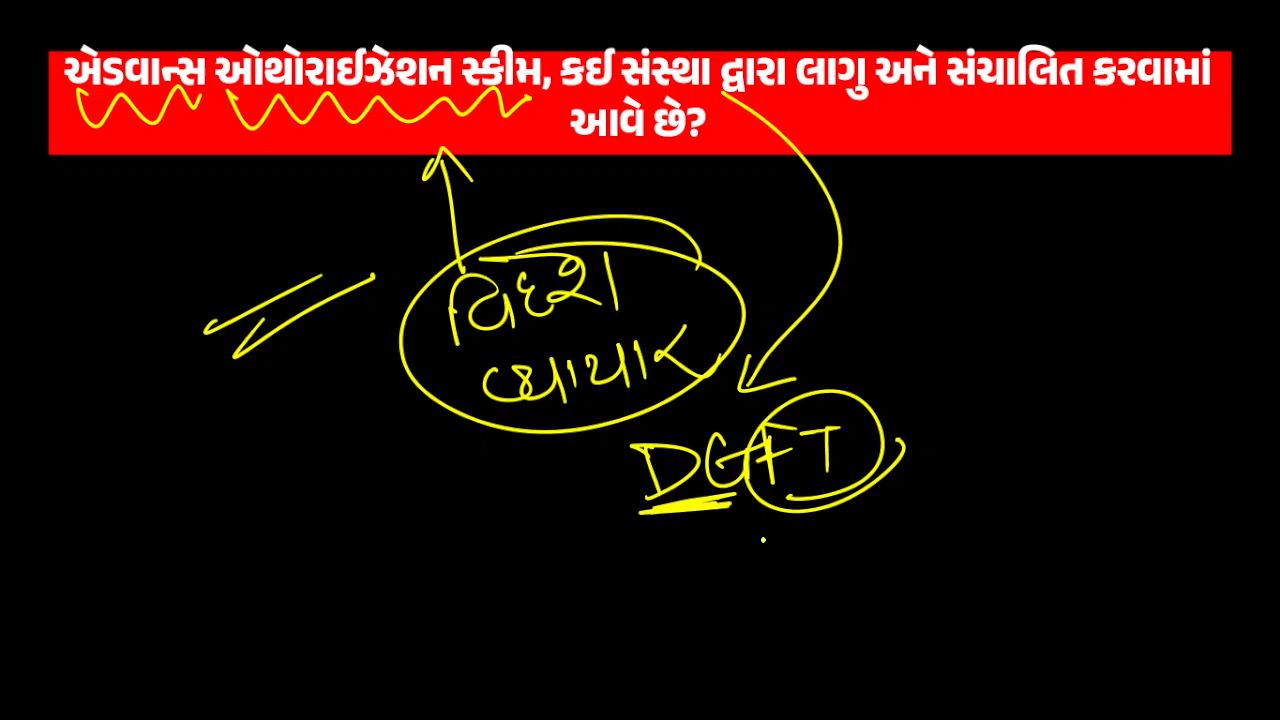 એડવાન્સ ઓથોરાઈઝેશન સ્કીમ, કઈ સંસ્થા દ્વારા લાગુ અને સંચાલિત કરવામાં
આવે છે?
વિદેશ
વ્યાપાર
DGFT